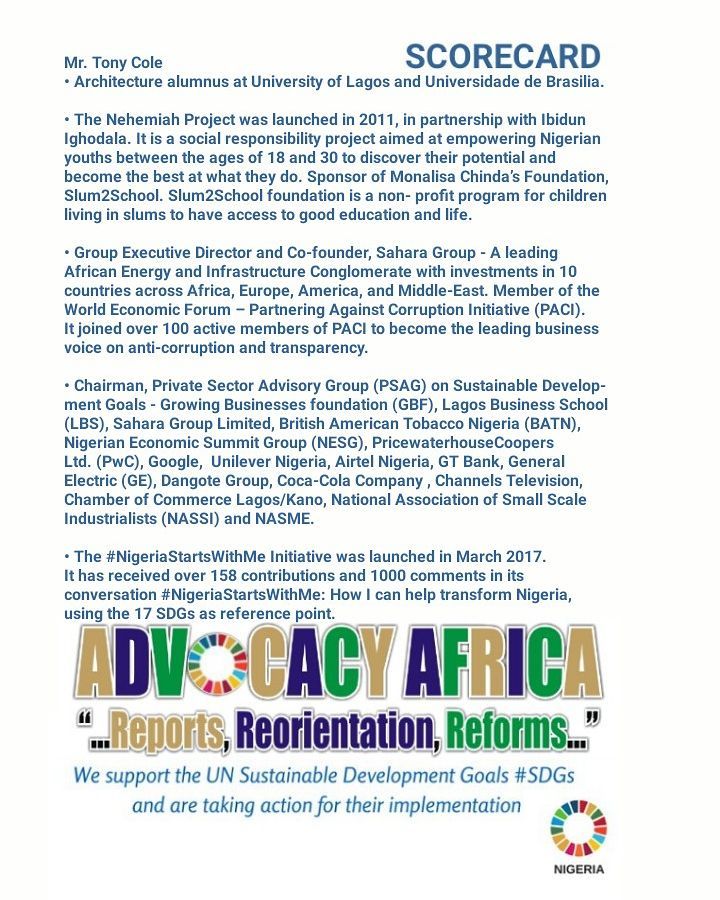 SCORECARD
Mr. Tony Cole
• Architecture alumnus at University of Lagos and Universidade de Brasilia.
• The Nehemiah Project was launched in 2011, in partnership with Ibidun
Ighodala. It is a social responsibility project aimed at empowering Nigerian
youths between the ages of 18 and 30 to discover their potential and
become the best at what they do. Sponsor of Monalisa Chinda's Foundation,
Slum2School. Slum2School foundation is a non- profit program for children
living in slums to have access to good education and life.
• Group Executive Director and Co-founder, Sahara Group - A leading
African Energy and Infrastructure Conglomerate with investments in 10
countries across Africa, Europe, America, and Middle-East. Member of the
World Economic Forum – Partnering Against Corruption Initiative (PACI).
It joined over 100 active members of PACI to become the leading business
voice on anti-corruption and transparency.
• Chairman, Private Sector Advisory Group (PSAG) on Sustainable Develop-
ment Goals - Growing Businesses foundation (GBF), Lagos Business School
(LBS), Sahara Group Limited, British American Tobacco Nigeria (BATN),
Nigerian Economic Summit Group (NESG), PricewaterhouseCoopers
Ltd. (PwC), Google, Unilever Nigeria, Airtel Nigeria, GT Bank, General
Electric (GE), Dangote Group, Coca-Cola Company , Channels Television,
Chamber of Commerce Lagos/Kano, National Association of Small Scale
Industrialists (NASSI) and NASME.
• The #NigeriaStartsWithMe Initiative was launched in March 2017.
It has received over 158 contributions and 1000 comments in its
conversation #NigeriaStartsWithMe: How I can help transform Nigeria,
using the 17 SDGs as reference point.
ADVOCACY AFRICA
“...Reports, Reorientation, Reforms...”
We support the UN Sustainable Development Goals #SDGs
and are taking action for their implementation
NIGERIA